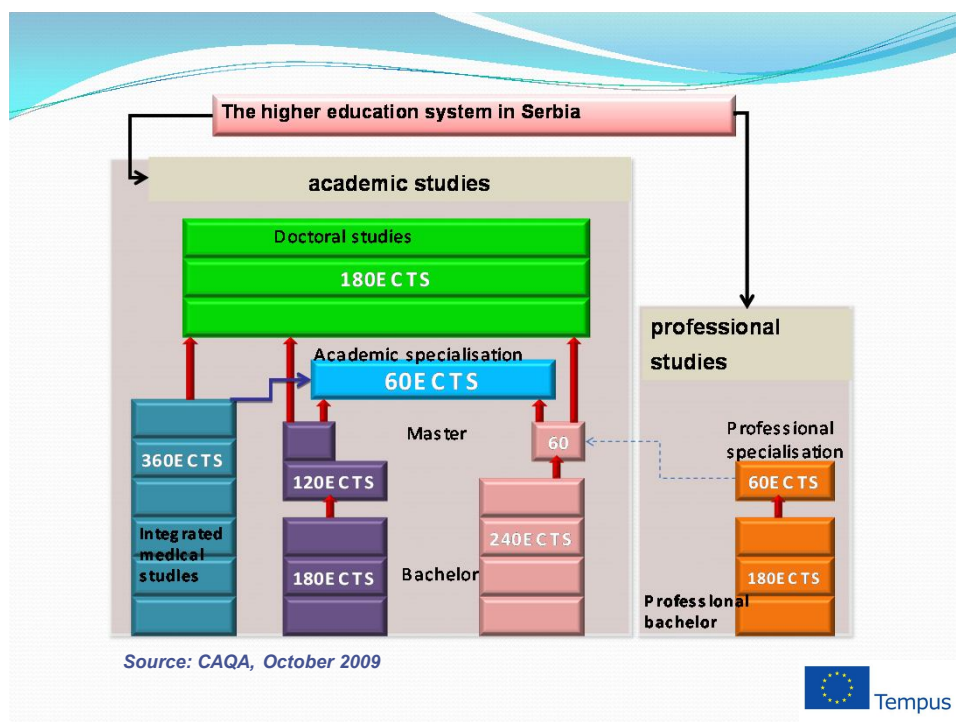 The higher education system in Serbia
academic studies
Doctoral studies
180ECTS
Academic specialisation
60ECTS
Master
60
360ECTS
120ECTS
Integrated
medical
studies
180ECTS
Bachelor
240ECTS
professional
studies
Professional
specialisation
60ECTS
180ECTS
Professional
bachelor
Source: CAQA, October 2009
Tempus